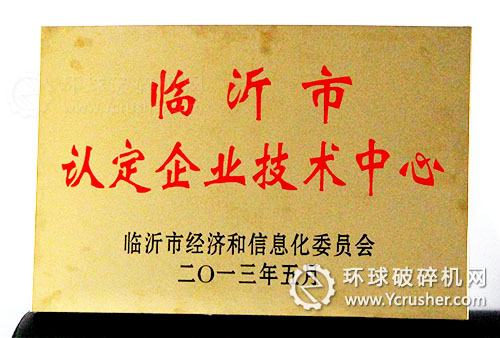 临沂市
认定企业技术中心
临沂市经济和信息化委员会
二〇一三年五月
环球破碎机网
www.Ycrusher.com